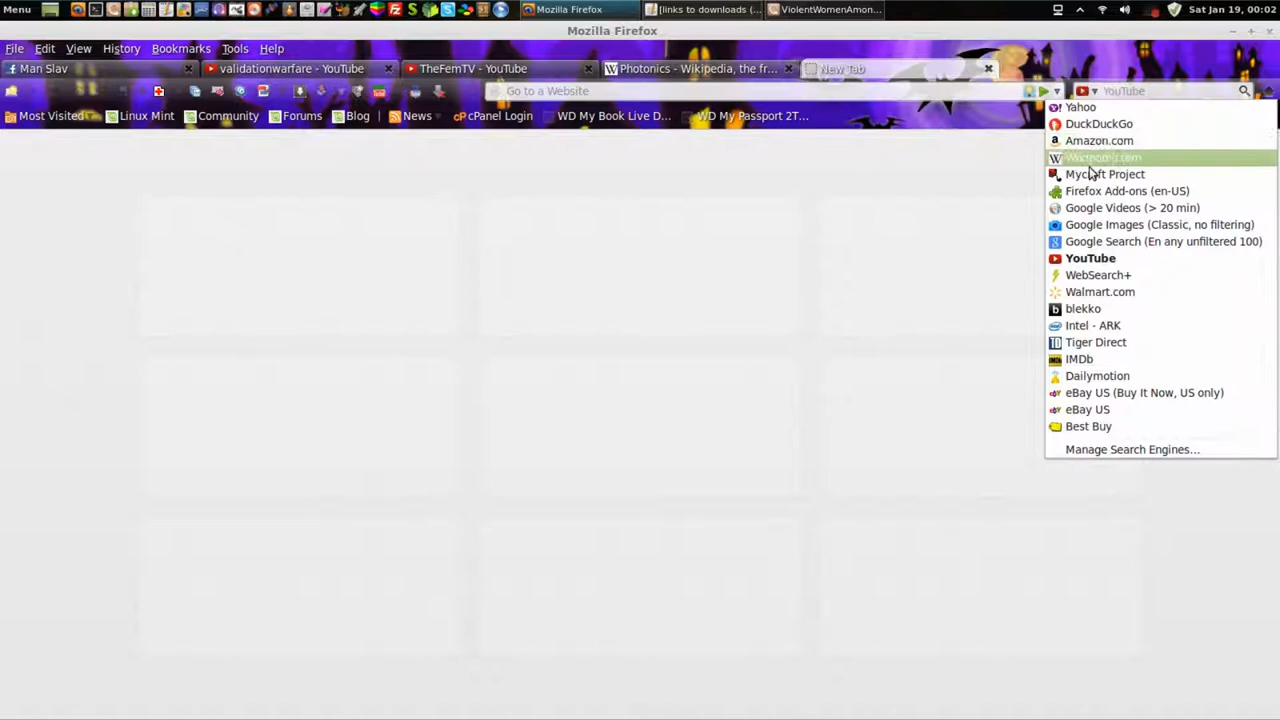 Menu
Mozilla Firefox
[links to downloads (...
ViolentWomenAmon...
Sat Jan 19, 00:02
Mozilla Firefox
File Edit View History Bookmarks Tools Help
Man Slav
validationwarfare - YouTube
TheFemTV - YouTube
Photonics - Wikipedia, the fr...
New Tab
Go to a Website
YouTube
Most Visited
Linux Mint
Community
Forums
Blog
News
cPanel Login
WD My Book Live D...
WD My Passport 2T...
Yahoo
DuckDuckGo
Amazon.com
Mycroft Project
Firefox Add-ons (en-US)
Google Videos (> 20 min)
Google Images (Classic, no filtering)
Google Search (En any unfiltered 100)
YouTube
WebSearch+
Walmart.com
blekko
Intel - ARK
Tiger Direct
IMDb
Dailymotion
eBay US (Buy It Now, US only)
eBay US
Best Buy
Manage Search Engines...